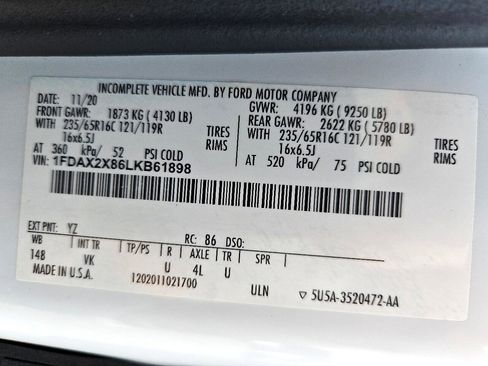 INCOMPLETE VEHICLE MFD. BY FORD MOTOR COMPANY
DATE: 11/20 GVWR: 4196 KG ( 9250 LB)
FRONT GAWR: 1873 KG ( 4130 LB) REAR GAWR: 2622 KG ( 5780 LB)
WITH 235/65R16C 121/119R TIRES WITH 235/65R16C 121/119R TIRES
16x6.5J RIMS 16x6.5J RIMS
AT 360 kPa/ 52 PSI COLD AT 520 kPa/ 75 PSI COLD
VIN: 1FDAX2X86LKB61898
EXT PNT: YZ RC: 86 DSO:
WB INT TR TP/PS R AXLE TR SPR
148 VK U 4L U
MADE IN U.S.A. 1202011021700 ULN ▽ 5U5A-3520472-AA